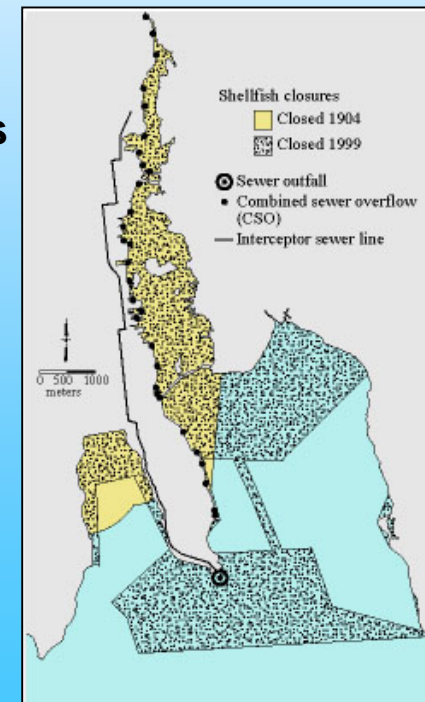 s
Shellfish closures
Closed 1904
Closed 1999
Sewer outfall
Combined sewer overflow
(CSO)
Interceptor sewer line
0 500 1000
meters